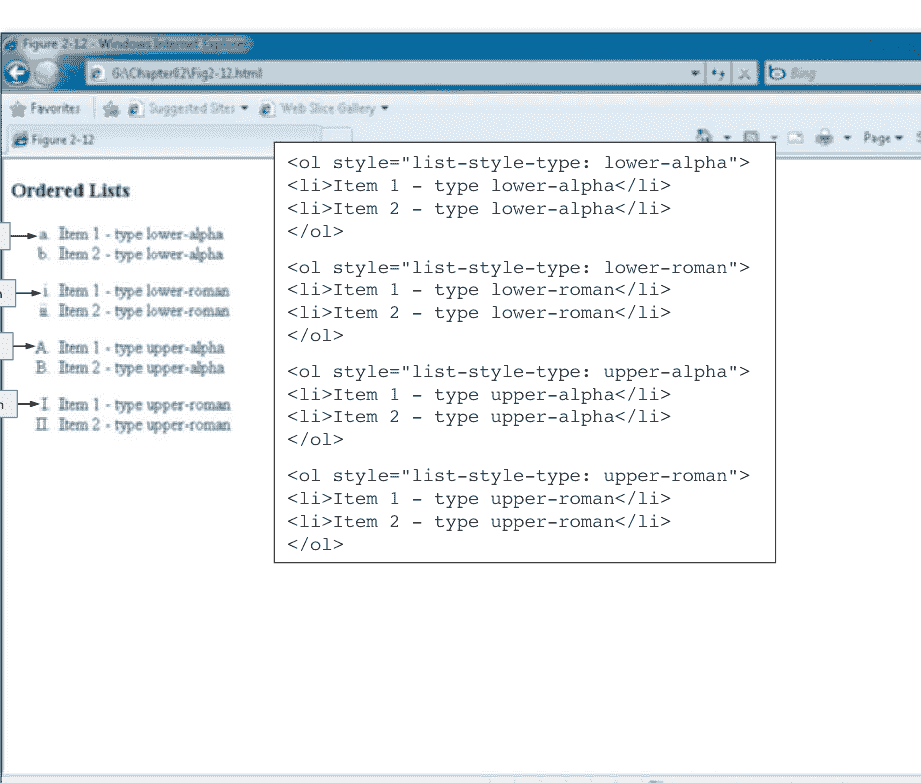 Figure 2-12 - Windows Internet Explorer
G:\Chapter02\Fig2-12.html
Bing
Favorites
Suggested Sites
Web Slice Gallery
Figure 2-12
Page
Ordered Lists
a. Item 1 - type lower-alpha
b. Item 2 - type lower-alpha
i. Item 1 - type lower-roman
ii. Item 2 - type lower-roman
A. Item 1 - type upper-alpha
B. Item 2 - type upper-alpha
I. Item 1 - type upper-roman
II. Item 2 - type upper-roman
<ol style="list-style-type: lower-alpha">
<li>Item 1 - type lower-alpha</li>
<li>Item 2 - type lower-alpha</li>
</ol>
<ol style="list-style-type: lower-roman">
<li>Item 1 - type lower-roman</li>
<li>Item 2 - type lower-roman</li>
</ol>
<ol style="list-style-type: upper-alpha">
<li>Item 1 - type upper-alpha</li>
<li>Item 2 - type upper-alpha</li>
</ol>
<ol style="list-style-type: upper-roman">
<li>Item 1 - type upper-roman</li>
<li>Item 2 - type upper-roman</li>
</ol>